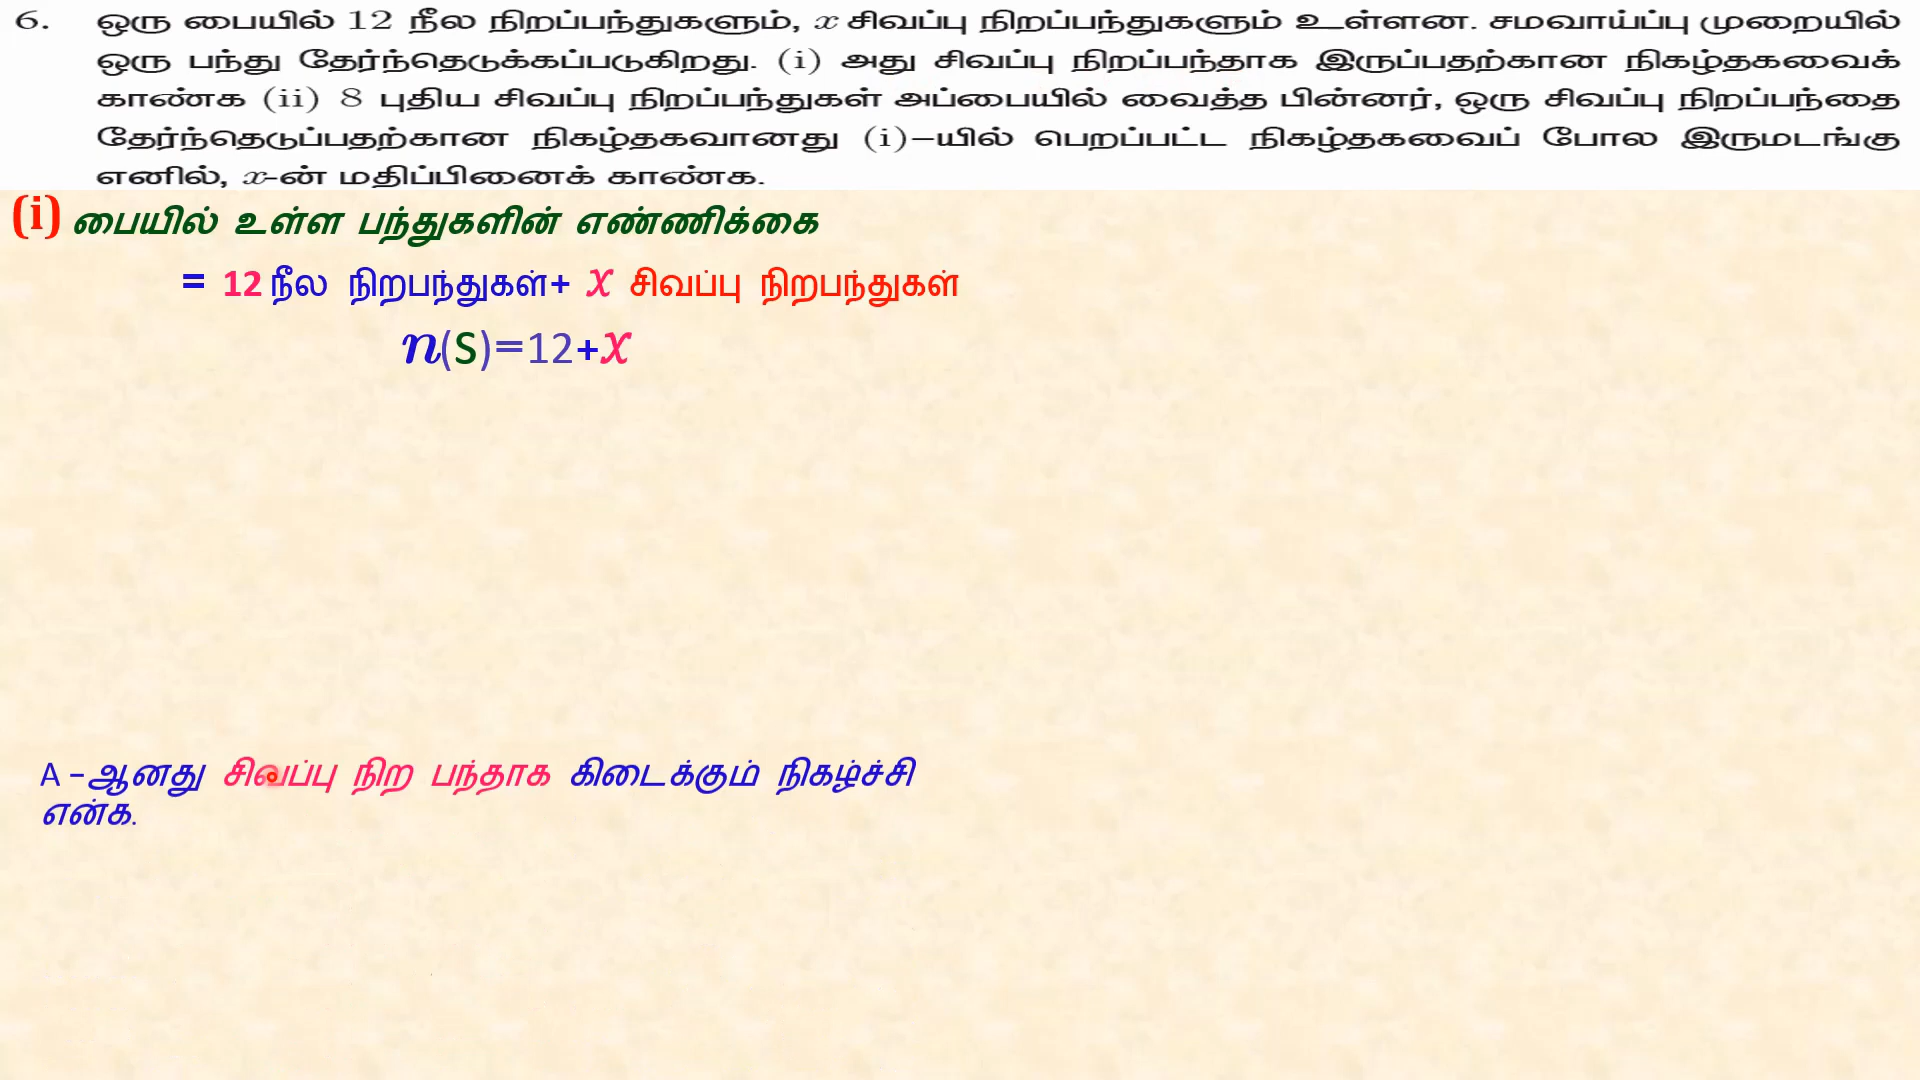 6. ஒரு பையில் 12 நீல நிறப்பந்துகளும், x சிவப்பு நிறப்பந்துகளும் உள்ளன. சமவாய்ப்பு முறையில்
ஒரு பந்து தேர்ந்தெடுக்கப்படுகிறது. (i) அது சிவப்பு நிறப்பந்தாக இருப்பதற்கான நிகழ்தகவைக்
காண்க (ii) 8 புதிய சிவப்பு நிறப்பந்துகள் அப்பையில் வைத்த பின்னர், ஒரு சிவப்பு நிறப்பந்தை
தேர்ந்தெடுப்பதற்கான நிகழ்தகவானது (i)–யில் பெறப்பட்ட நிகழ்தகவைப் போல இருமடங்கு
எனில், x-ன் மதிப்பினைக் காண்க.
(i) பையில் உள்ள பந்துகளின் எண்ணிக்கை
= 12 நீல நிறபந்துகள்+ x சிவப்பு நிறபந்துகள்
n(S)=12+x
A –ஆனது சிவப்பு நிற பந்தாக கிடைக்கும் நிகழ்ச்சி
என்க.